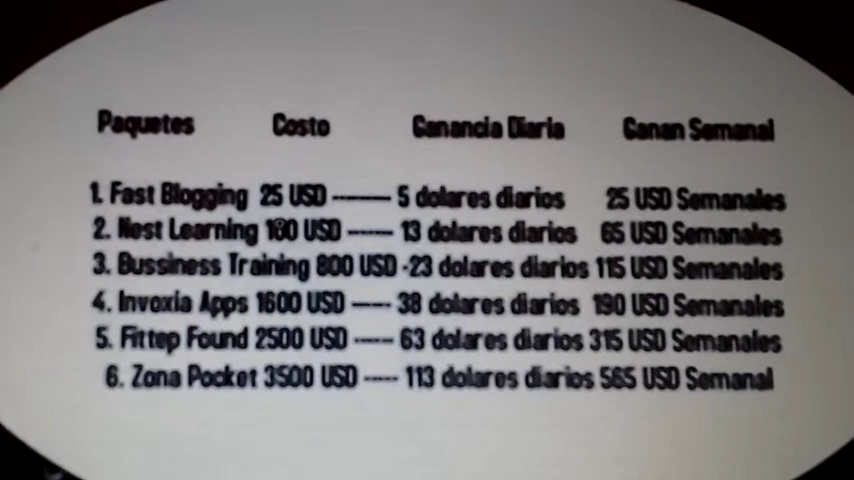 Paquetes Costo Ganancia Diaria Ganan Semanal
1. Fast Blogging 25 USD -------- 5 dolares diarios 25 USD Semanales
2. Nest Learning 180 USD ------ 13 dolares diarios 65 USD Semanales
3. Bussiness Training 800 USD -23 dolares diarios 115 USD Semanales
4. Invoxia Apps 1600 USD ----- 38 dolares diarios 190 USD Semanales
5. Fittep Found 2500 USD ----- 63 dolares diarios 315 USD Semanales
6. Zona Pocket 3500 USD ----- 113 dolares diarios 565 USD Semanal